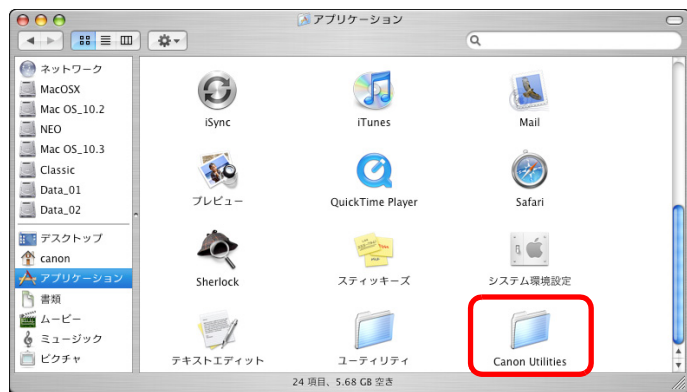 アプリケーション
ネットワーク
MacOSX
Mac OS_10.2
NEO
Mac OS_10.3
Classic
Data_01
Data_02
デスクトップ
canon
アプリケーション
書類
ムービー
ミュージック
ピクチャ
iSync
iTunes
Mail
プレビュー
QuickTime Player
Safari
Sherlock
スティッキーズ
システム環境設定
テキストエディット
ユーティリティ
Canon Utilities
24 項目、5.68 GB 空き